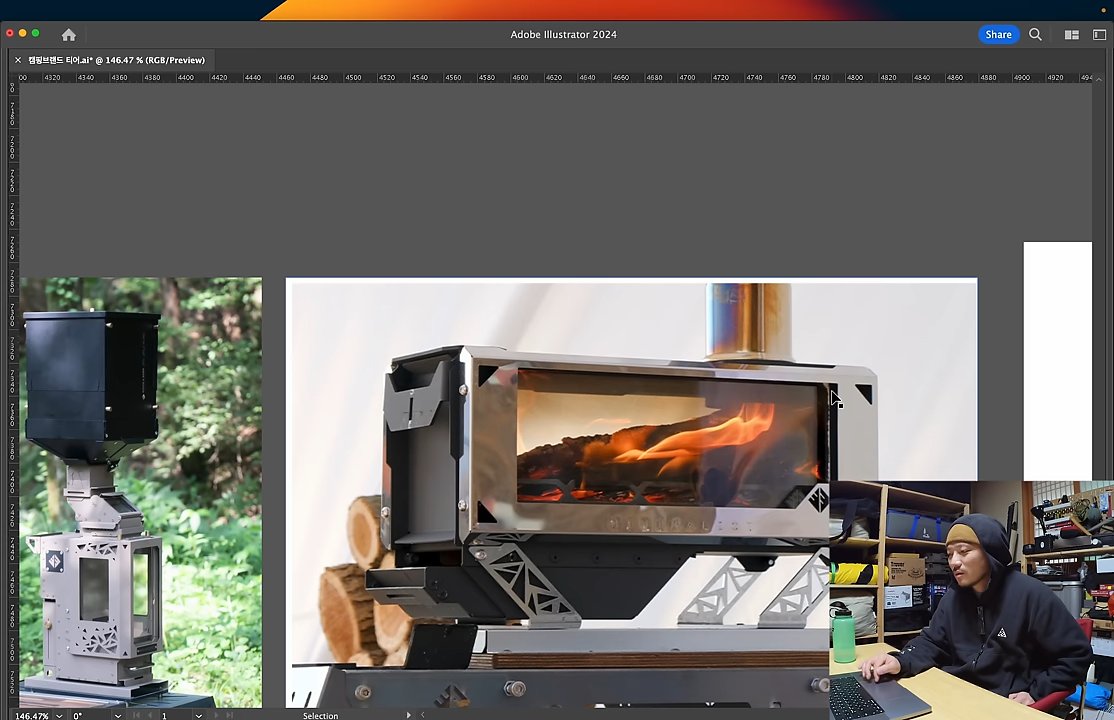 Adobe Illustrator 2024
Share
× 캠핑브랜드 티어.ai* @ 146.47 % (RGB/Preview)
00 4320 4340 4360 4380 4400 4420 4440 4460 4480 4500 4520 4540 4560 4580 4600 4620 4640 4660 4680 4700 4720 4740 4760 4780 4800 4820 4840 4860 4880 4900 4920 494
146.47% 0° 1 Selection